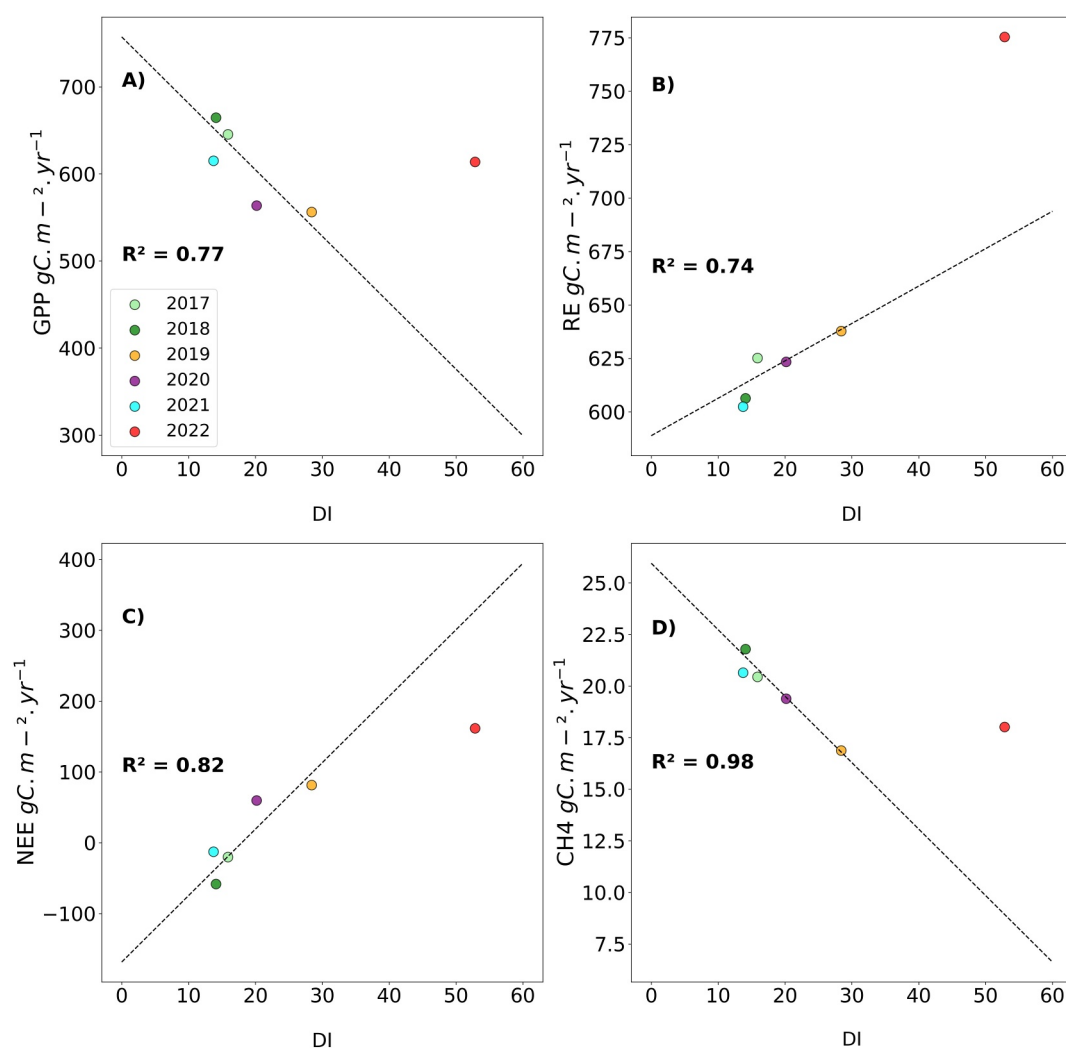 A)
GPP gC.m−².yr⁻¹
700
600
500
400
300
R² = 0.77
2017
2018
2019
2020
2021
2022
0 10 20 30 40 50 60
DI
B)
RE gC.m−².yr⁻¹
775
750
725
700
675
650
625
600
R² = 0.74
0 10 20 30 40 50 60
DI
C)
NEE gC.m−².yr⁻¹
400
300
200
100
0
−100
R² = 0.82
0 10 20 30 40 50 60
DI
D)
CH4 gC.m−².yr⁻¹
25.0
22.5
20.0
17.5
15.0
12.5
10.0
7.5
R² = 0.98
0 10 20 30 40 50 60
DI